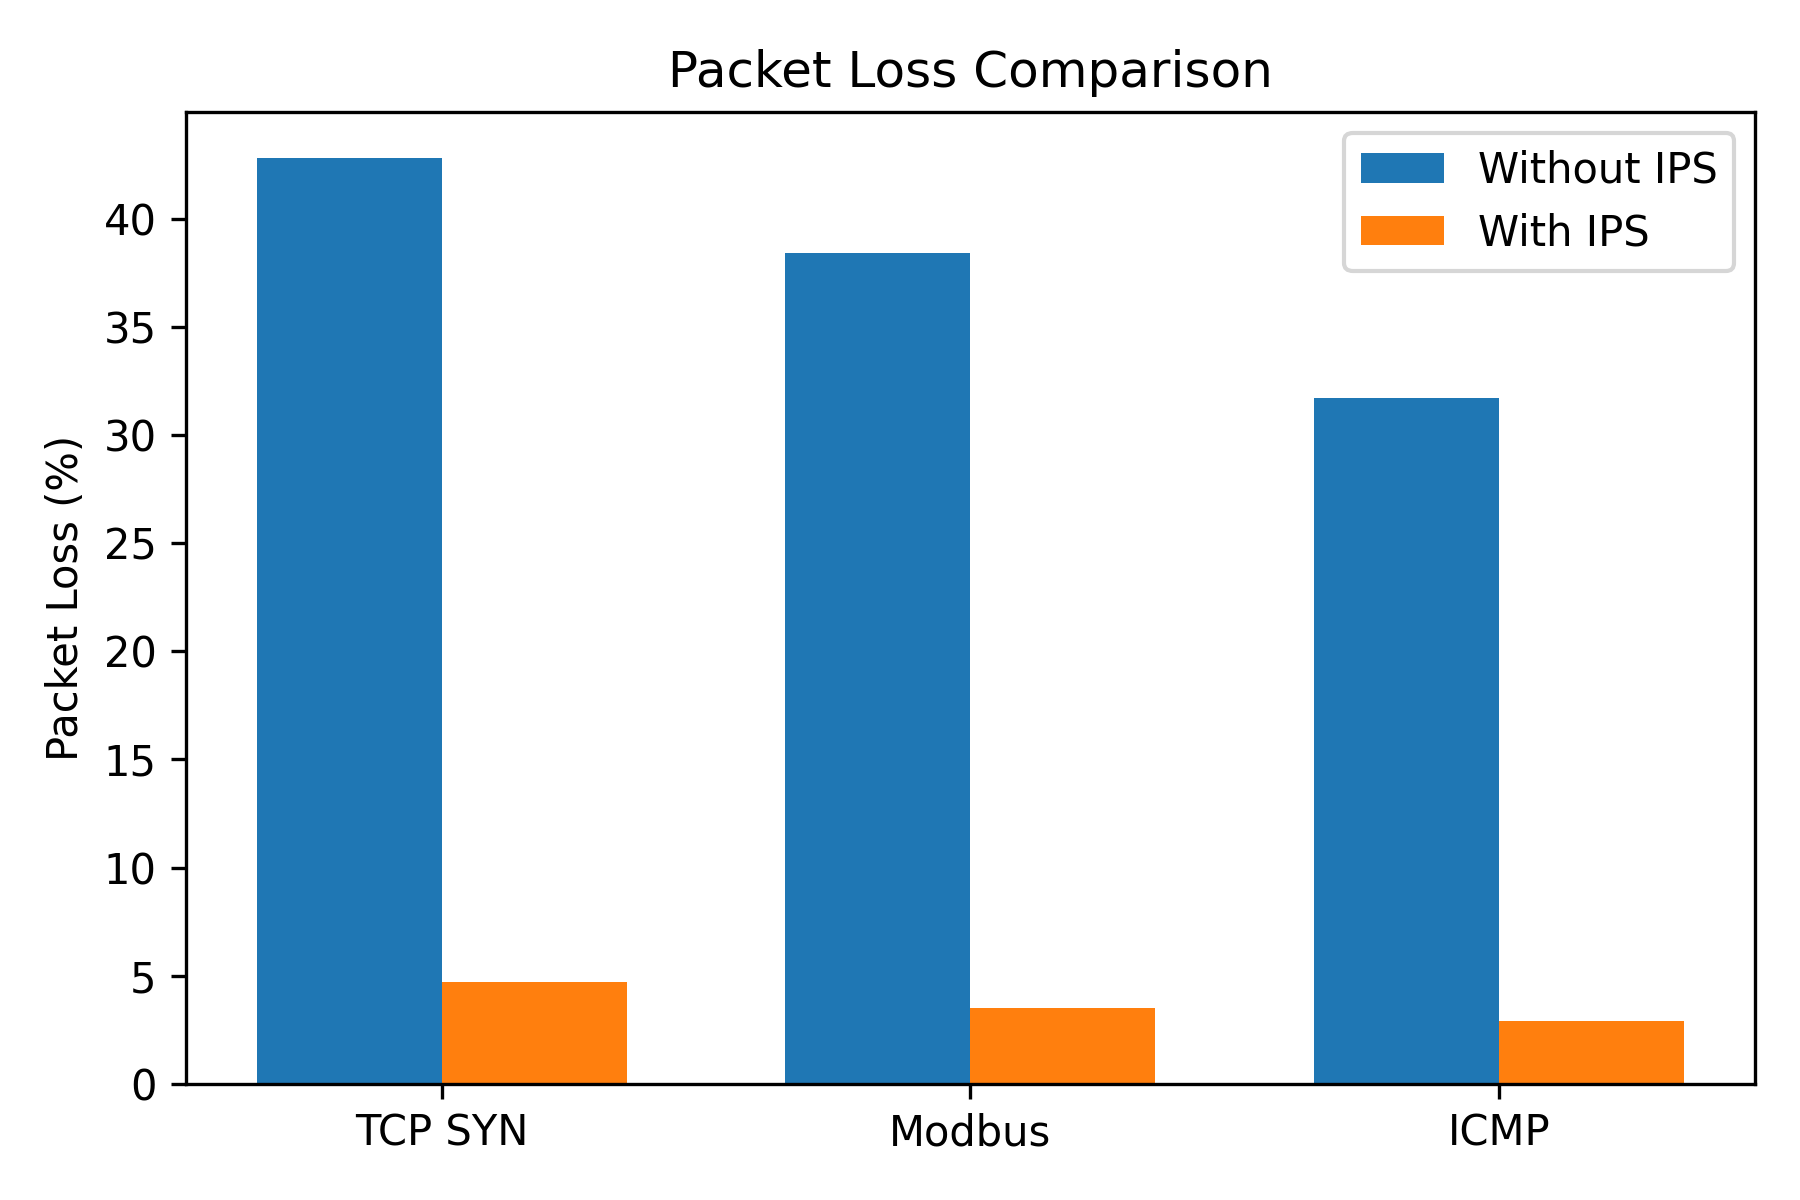 Packet Loss Comparison
Without IPS
With IPS
Packet Loss (%)
40
35
30
25
20
15
10
5
0
TCP SYN
Modbus
ICMP